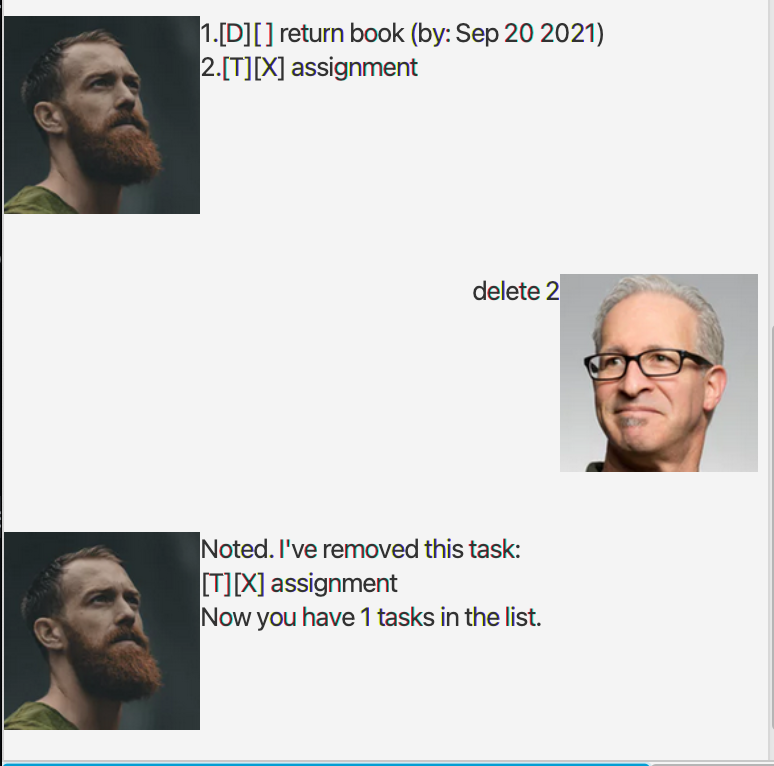 1.[D][ ] return book (by: Sep 20 2021)
2.[T][X] assignment
delete 2
Noted. I've removed this task:
[T][X] assignment
Now you have 1 tasks in the list.